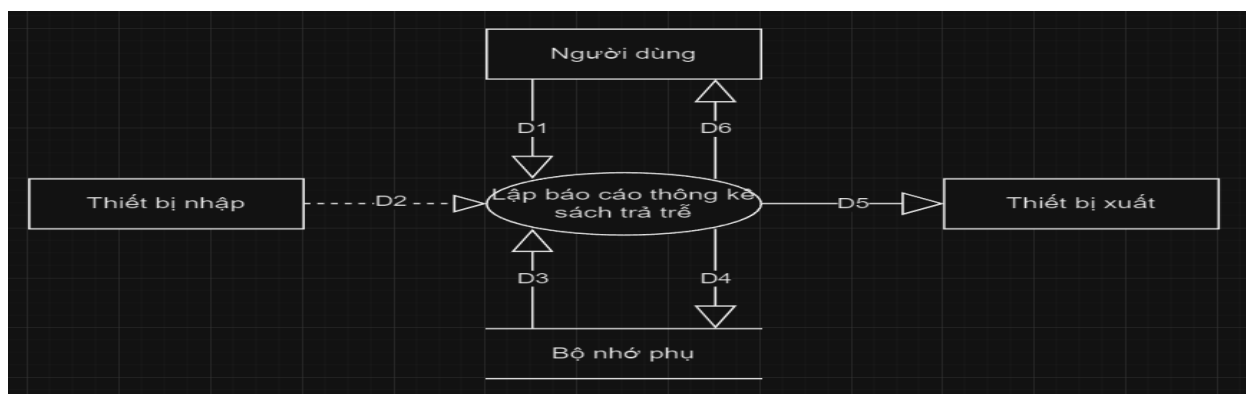 Người dùng
D1
D6
Thiết bị nhập
D2
Lập báo cáo thông kê
sách trả trễ
D5
Thiết bị xuất
D3
D4
Bộ nhớ phụ